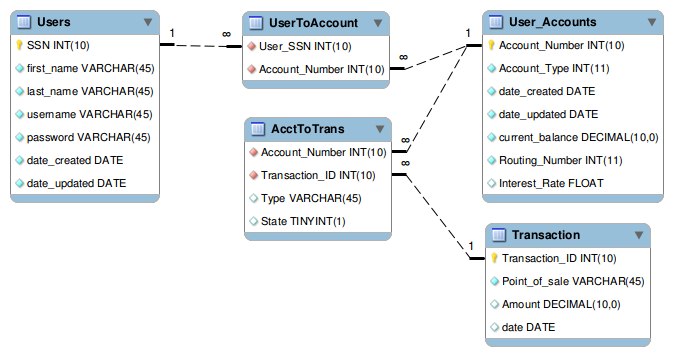 Users
SSN INT(10)
first_name VARCHAR(45)
last_name VARCHAR(45)
username VARCHAR(45)
password VARCHAR(45)
date_created DATE
date_updated DATE
1
∞
UserToAccount
User_SSN INT(10)
Account_Number INT(10)
∞
1
User_Accounts
Account_Number INT(10)
Account_Type INT(11)
date_created DATE
date_updated DATE
current_balance DECIMAL(10,0)
Routing_Number INT(11)
Interest_Rate FLOAT
AcctToTrans
Account_Number INT(10)
Transaction_ID INT(10)
Type VARCHAR(45)
State TINYINT(1)
∞
∞
1
Transaction
Transaction_ID INT(10)
Point_of_sale VARCHAR(45)
Amount DECIMAL(10,0)
date DATE